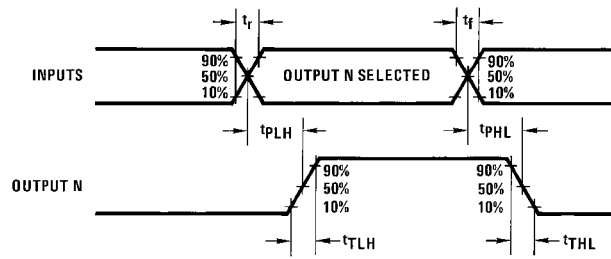 tr tf
90% 90%
INPUTS 50% OUTPUT N SELECTED 50%
10% 10%
tPLH tPHL
90% 90%
OUTPUT N 50% 50%
10% 10%
tTLH tTHL